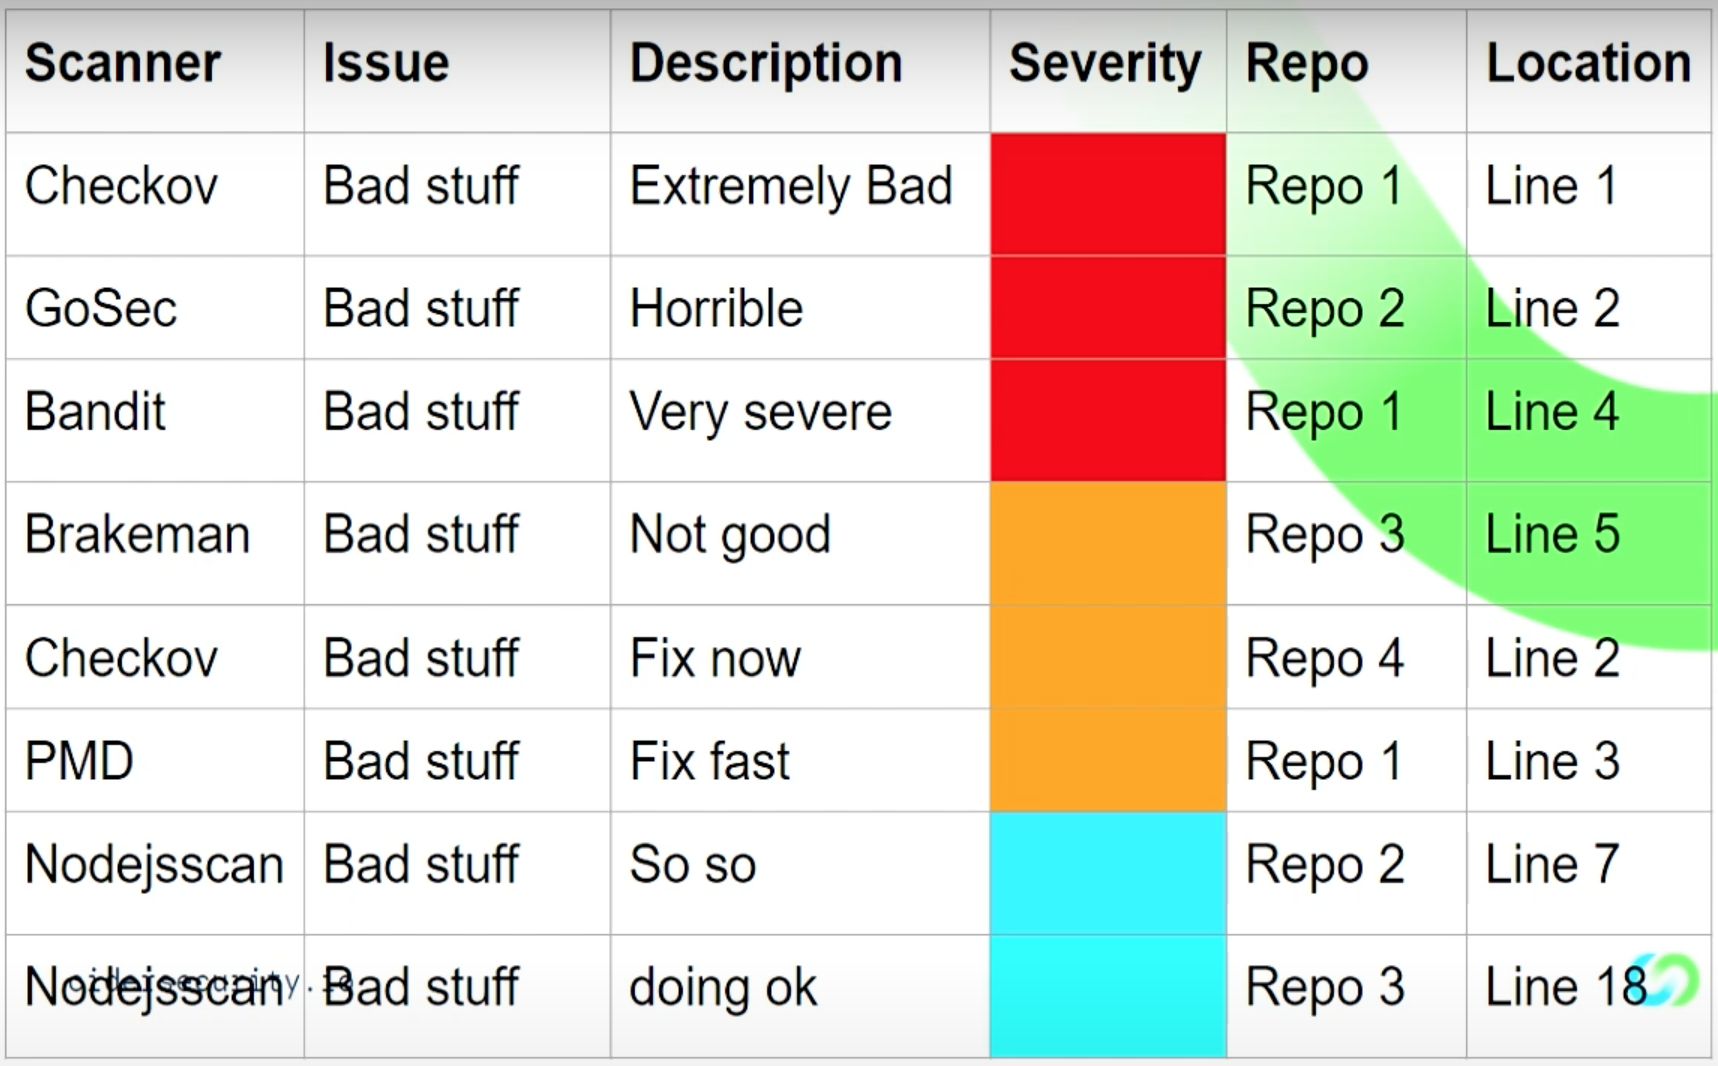 Scanner Issue Description Severity Repo Location
Checkov Bad stuff Extremely Bad Repo 1 Line 1
GoSec Bad stuff Horrible Repo 2 Line 2
Bandit Bad stuff Very severe Repo 1 Line 4
Brakeman Bad stuff Not good Repo 3 Line 5
Checkov Bad stuff Fix now Repo 4 Line 2
PMD Bad stuff Fix fast Repo 1 Line 3
Nodejsscan Bad stuff So so Repo 2 Line 7
Nodejsscan Bad stuff doing ok Repo 3 Line 18
cidersecurity.io